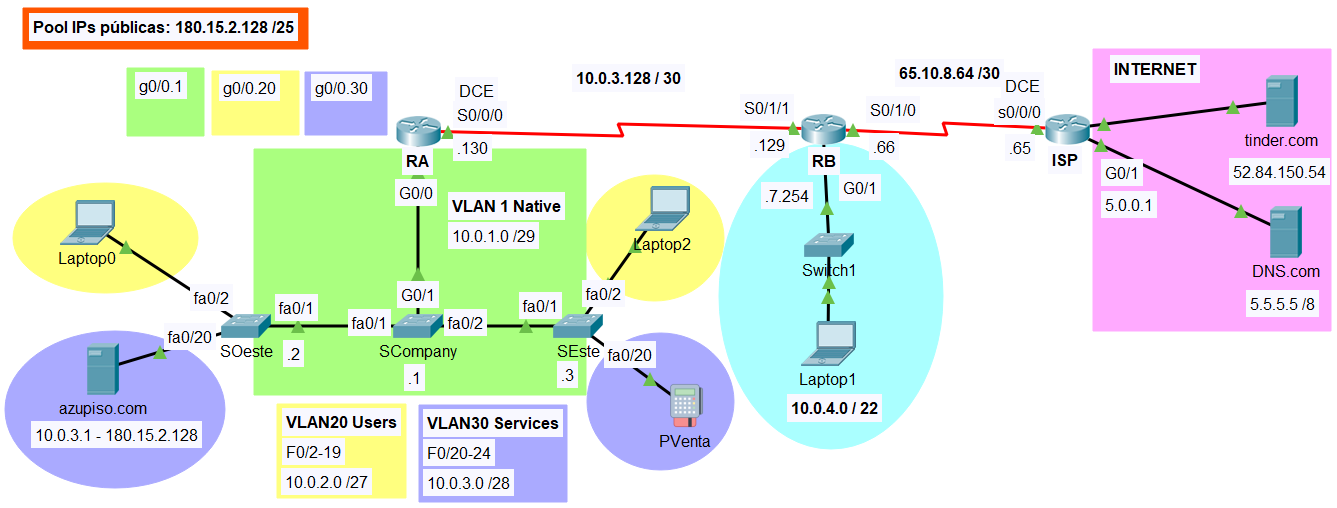 Pool IPs públicas: 180.15.2.128 /25
g0/0.1
g0/0.20
g0/0.30
DCE
S0/0/0
10.0.3.128 / 30
65.10.8.64 /30
DCE
s0/0/0
INTERNET
S0/1/1
S0/1/0
.130
.129
.66
.65
RA
RB
ISP
tinder.com
52.84.150.54
G0/1
5.0.0.1
DNS.com
5.5.5.5 /8
G0/0
VLAN 1 Native
10.0.1.0 /29
.7.254
G0/1
Switch1
Laptop1
10.0.4.0 / 22
Laptop0
Laptop2
fa0/2
fa0/20
fa0/1
fa0/1
G0/1
fa0/2
fa0/1
fa0/2
fa0/20
SOeste
SCompany
SEste
.2
.1
.3
azupiso.com
10.0.3.1 - 180.15.2.128
PVenta
VLAN20 Users
F0/2-19
10.0.2.0 /27
VLAN30 Services
F0/20-24
10.0.3.0 /28